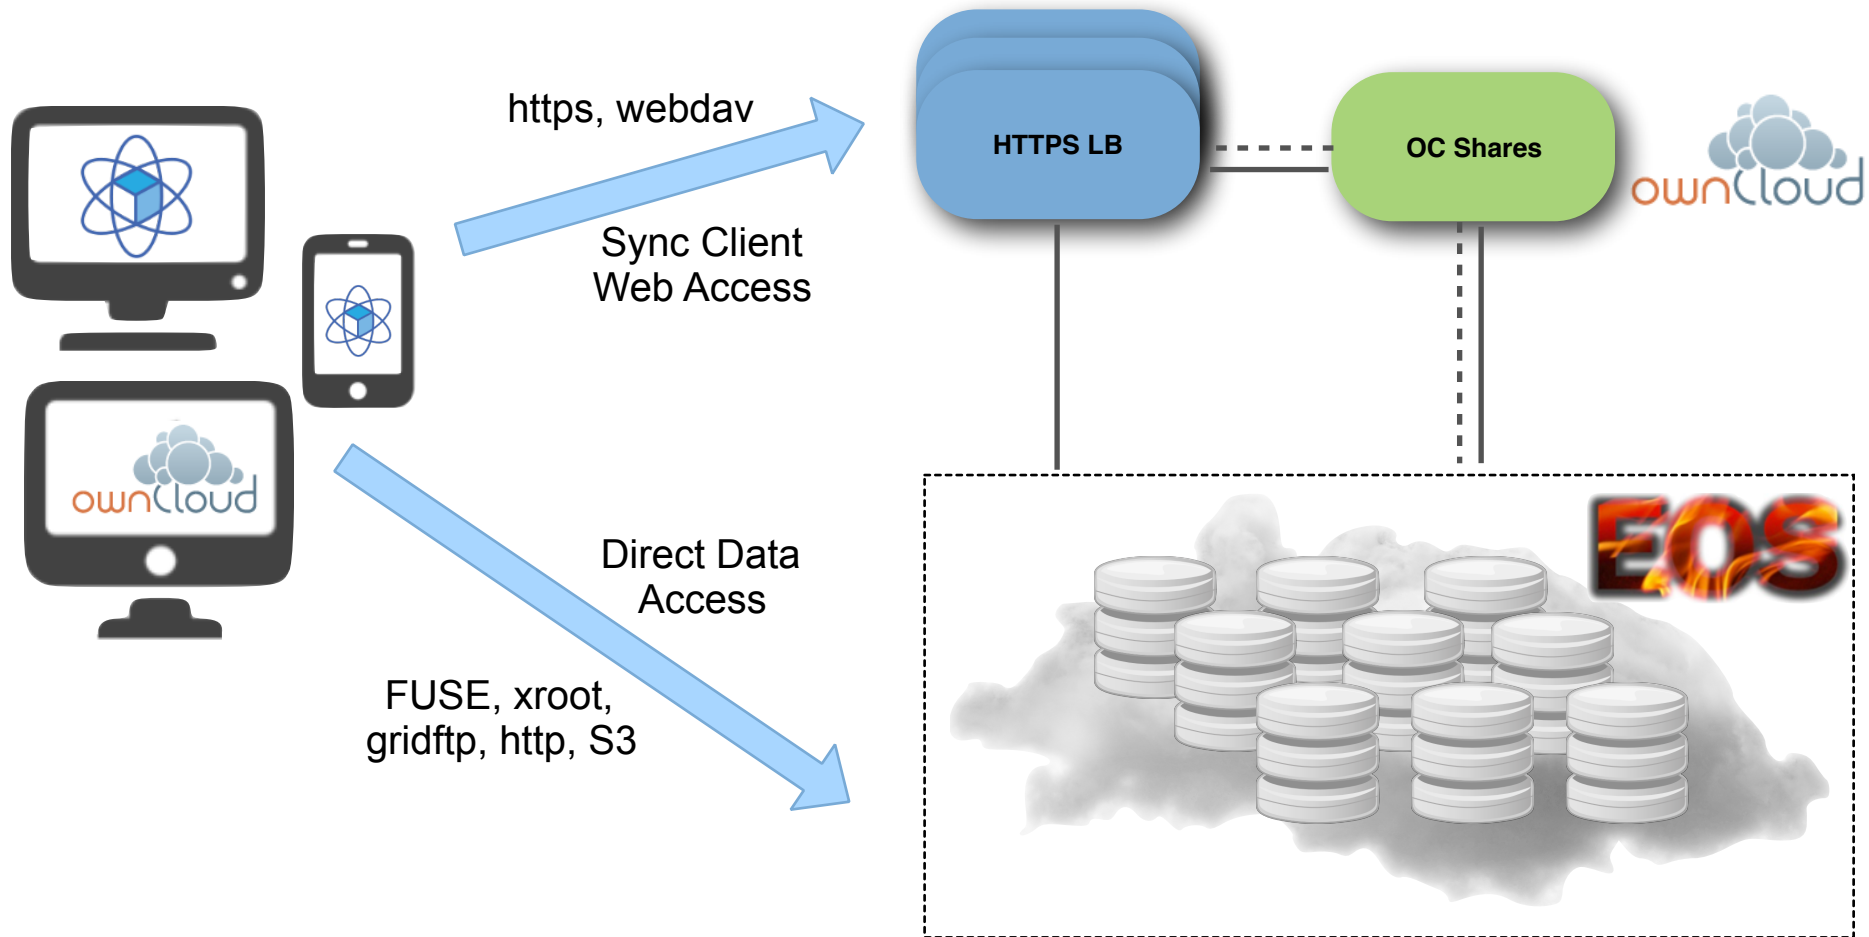 https, webdav
Sync Client
Web Access
HTTPS LB
OC Shares
ownCloud
ownCloud
Direct Data
Access
FUSE, xroot,
gridftp, http, S3
EOS